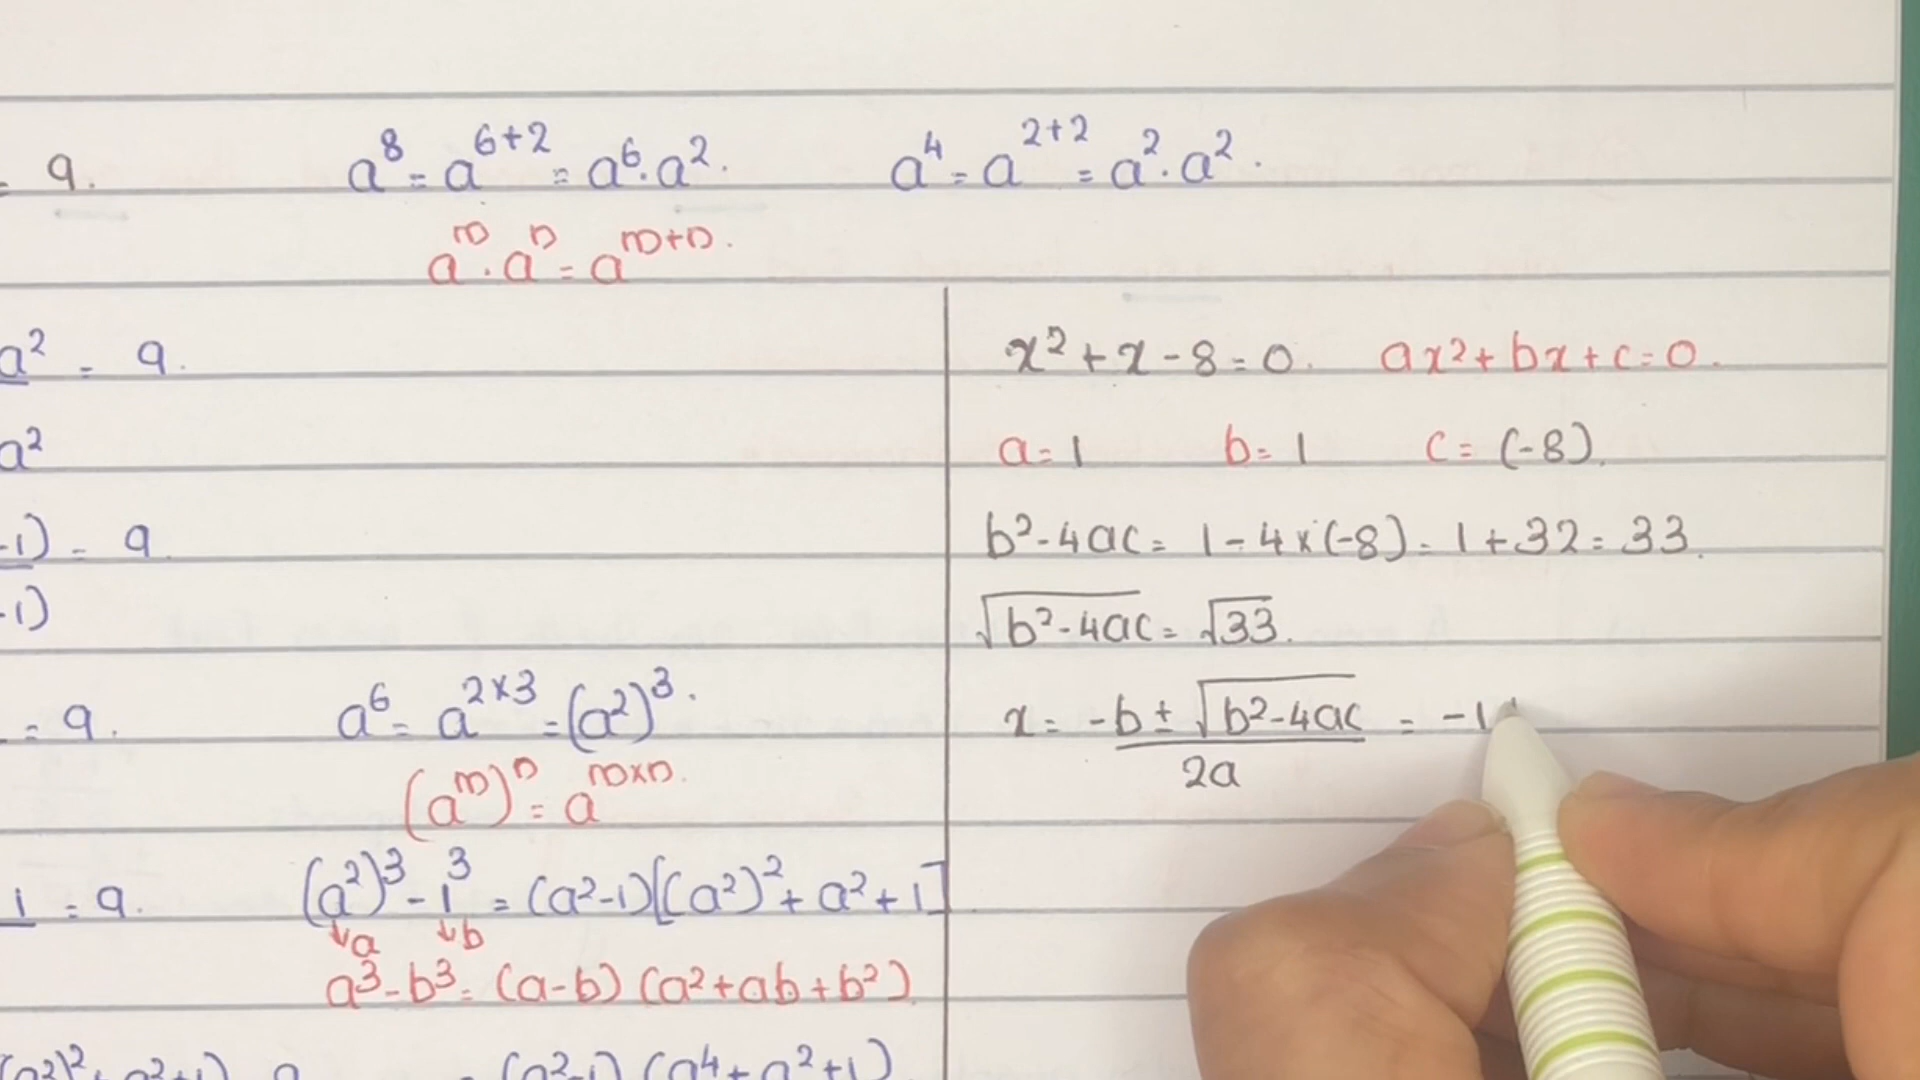 = 9. a⁸ = a⁶⁺² = a⁶·a². a⁴ = a²⁺² = a²·a².
aᵐ·aⁿ = aᵐ⁺ⁿ.
a² = 9.
a²
-1) = 9.
-1)
= 9. a⁶ = a²ˣ³ = (a²)³.
(aᵐ)ⁿ = aᵐˣⁿ.
1 = 9. (a²)³ - 1³ = (a²-1)[(a²)² + a² + 1]
↓a ↓b
a³-b³ = (a-b) (a²+ab+b²)
= (a²-1) (a⁴+a²+1)
x² + x - 8 = 0. ax² + bx + c = 0.
a = 1 b = 1 c = (-8).
b²-4ac = 1 - 4×(-8) = 1 + 32 = 33.
√(b²-4ac) = √33.
x = -b ± √(b²-4ac) = -1
2a